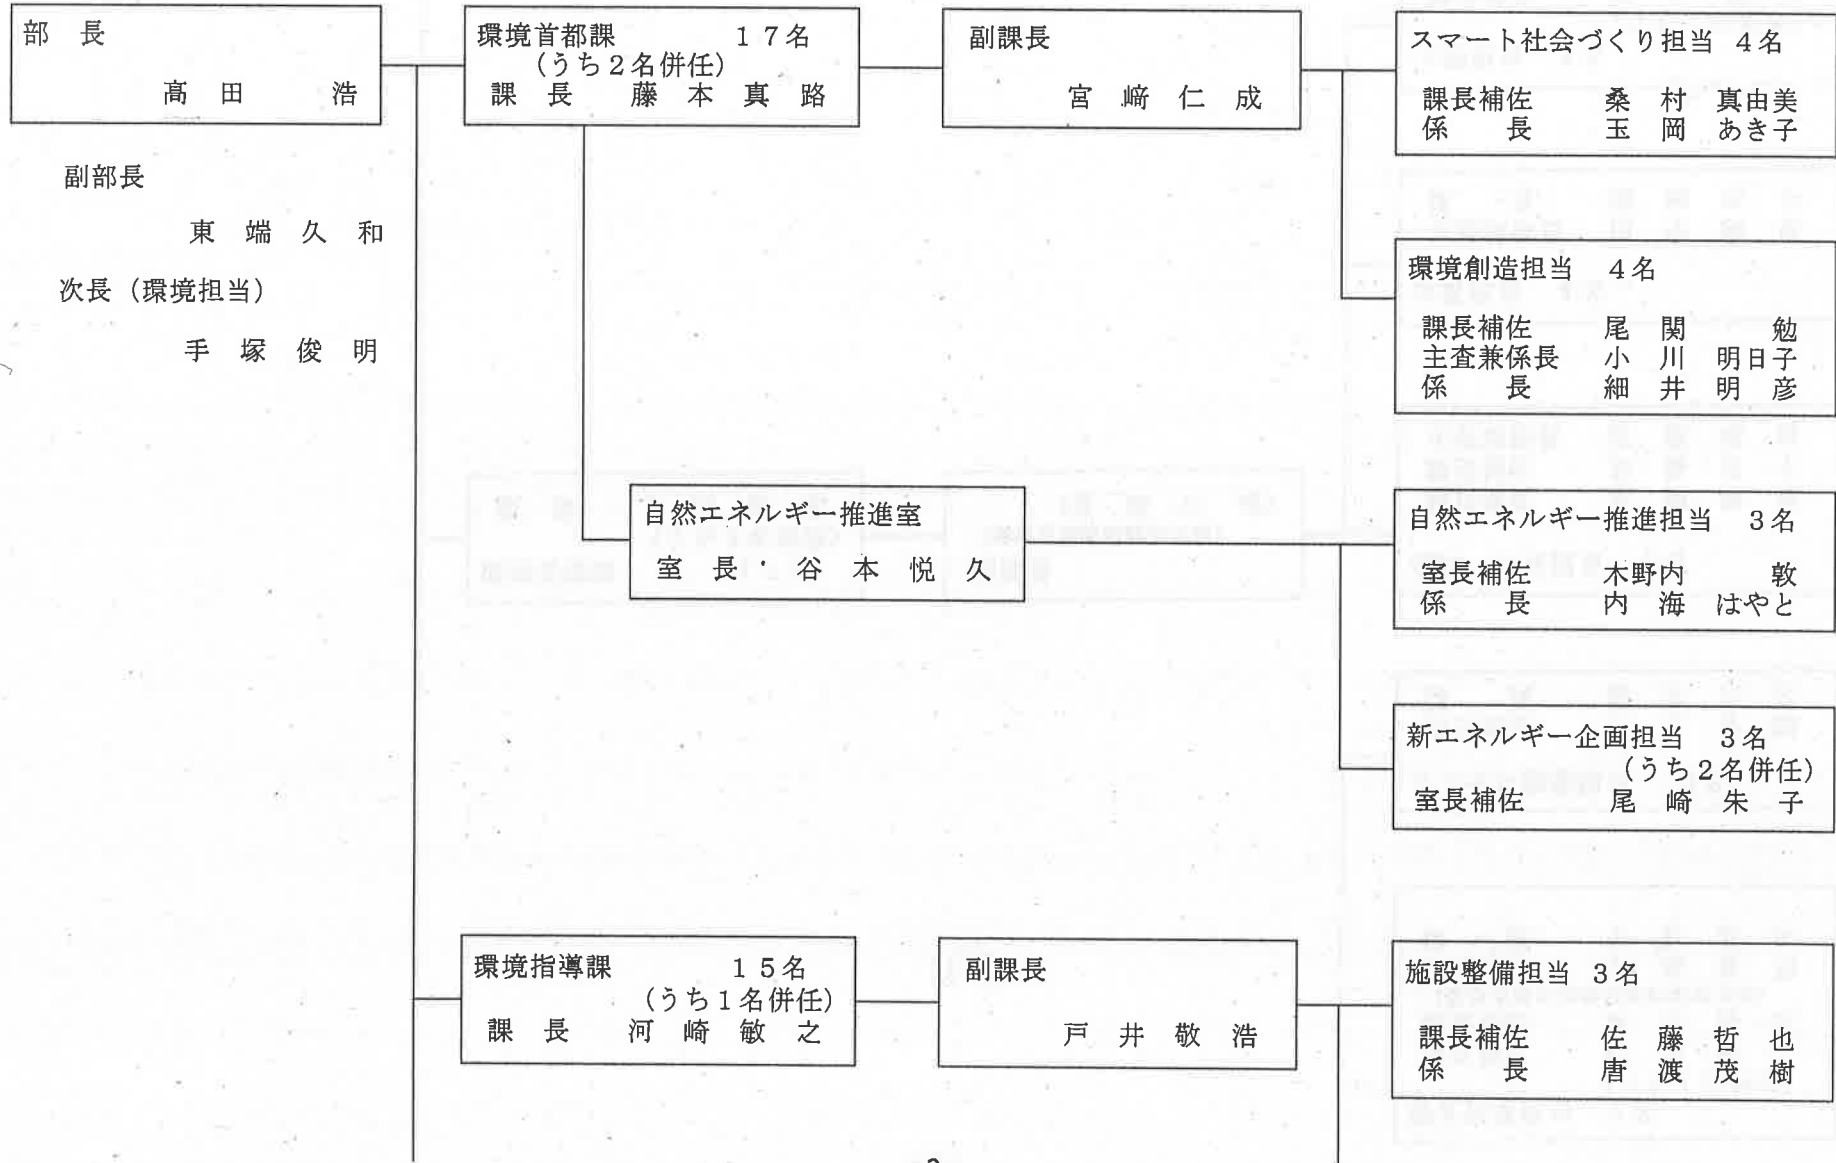 部 長
髙 田 浩
副部長
東 端 久 和
次長（環境担当）
手 塚 俊 明
環境首都課 １７名
（うち２名併任）
課 長 藤 本 真 路
副課長
宮 﨑 仁 成
スマート社会づくり担当 ４名
課長補佐 桑 村 真由美
係 長 玉 岡 あき子
環境創造担当 ４名
課長補佐 尾 関 勉
主査兼係長 小 川 明日子
係 長 細 井 明 彦
自然エネルギー推進室
室 長 谷 本 悦 久
自然エネルギー推進担当 ３名
室長補佐 木野内 敦
係 長 内 海 はやと
新エネルギー企画担当 ３名
（うち２名併任）
室長補佐 尾 崎 朱 子
環境指導課 １５名
（うち１名併任）
課 長 河 崎 敏 之
副課長
戸 井 敬 浩
施設整備担当 ３名
課長補佐 佐 藤 哲 也
係 長 唐 渡 茂 樹